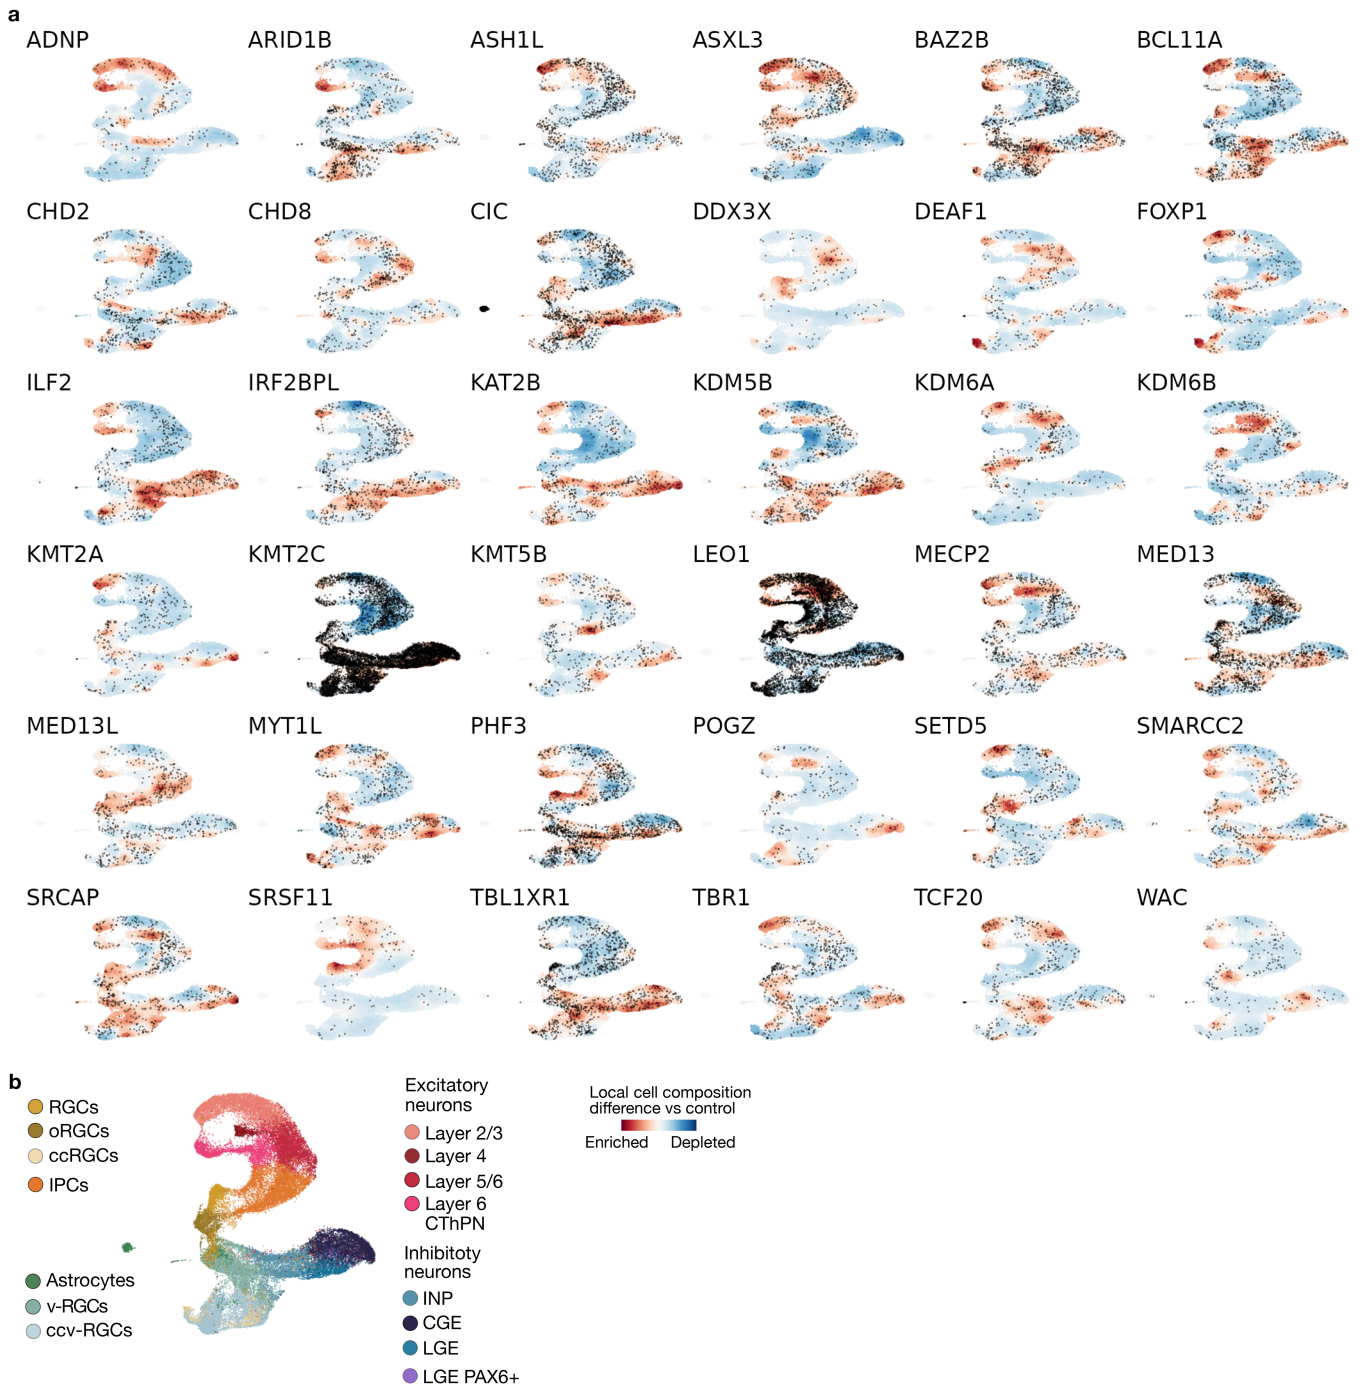 a
ADNP ARID1B ASH1L ASXL3 BAZ2B BCL11A
CHD2 CHD8 CIC DDX3X DEAF1 FOXP1
ILF2 IRF2BPL KAT2B KDM5B KDM6A KDM6B
KMT2A KMT2C KMT5B LEO1 MECP2 MED13
MED13L MYT1L PHF3 POGZ SETD5 SMARCC2
SRCAP SRSF11 TBL1XR1 TBR1 TCF20 WAC
b
RGCs
oRGCs
ccRGCs
IPCs
Astrocytes
v-RGCs
ccv-RGCs
Excitatory
neurons
Layer 2/3
Layer 4
Layer 5/6
Layer 6
CThPN
Inhibitoty
neurons
INP
CGE
LGE
LGE PAX6+
Local cell composition
difference vs control
Enriched Depleted